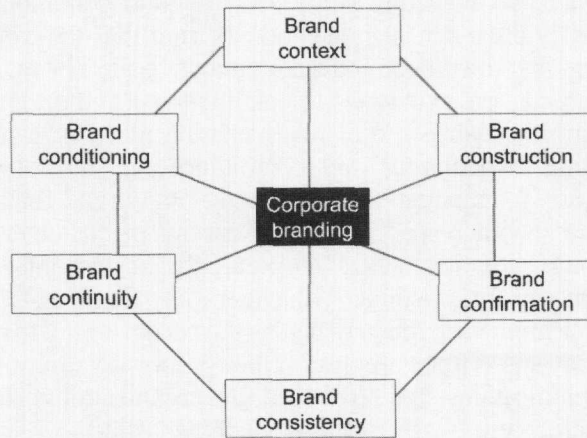 Brand
context
Brand
conditioning
Brand
construction
Corporate
branding
Brand
continuity
Brand
confirmation
Brand
consistency